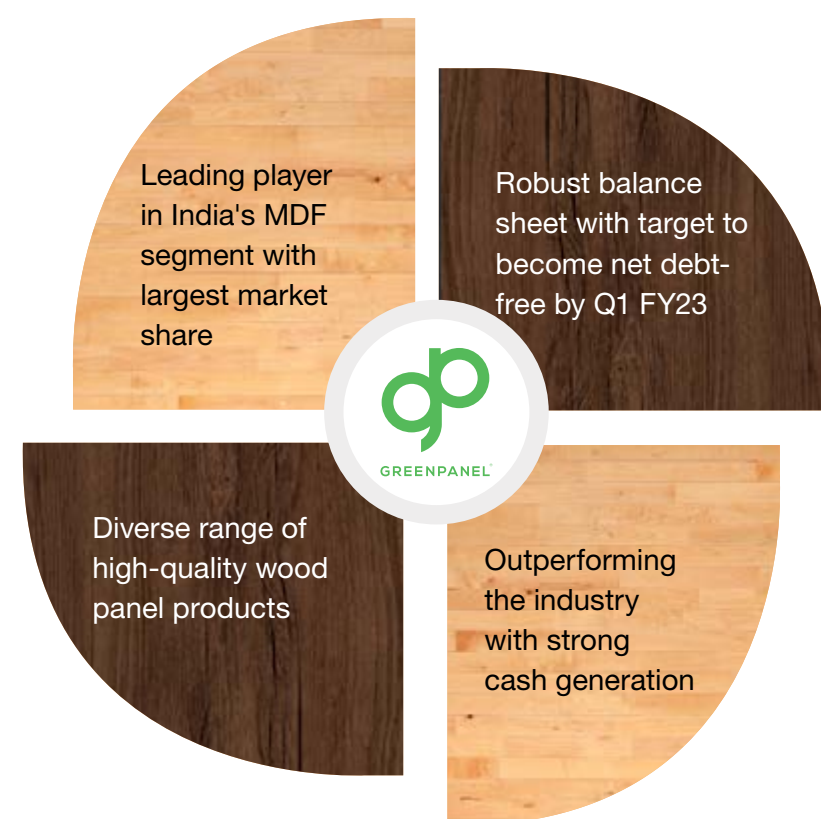 Leading player
in India's MDF
segment with
largest market
share
Robust balance
sheet with target to
become net debt-
free by Q1 FY23
GREENPANEL
Diverse range of
high-quality wood
panel products
Outperforming
the industry
with strong
cash generation